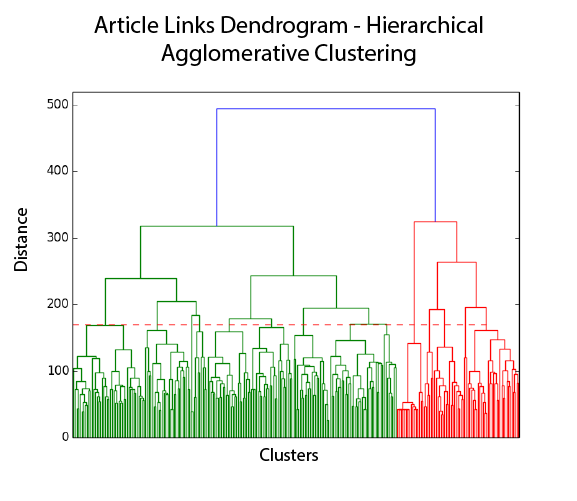 Article Links Dendrogram - Hierarchical
Agglomerative Clustering
500
400
300
200
100
0
Distance
Clusters